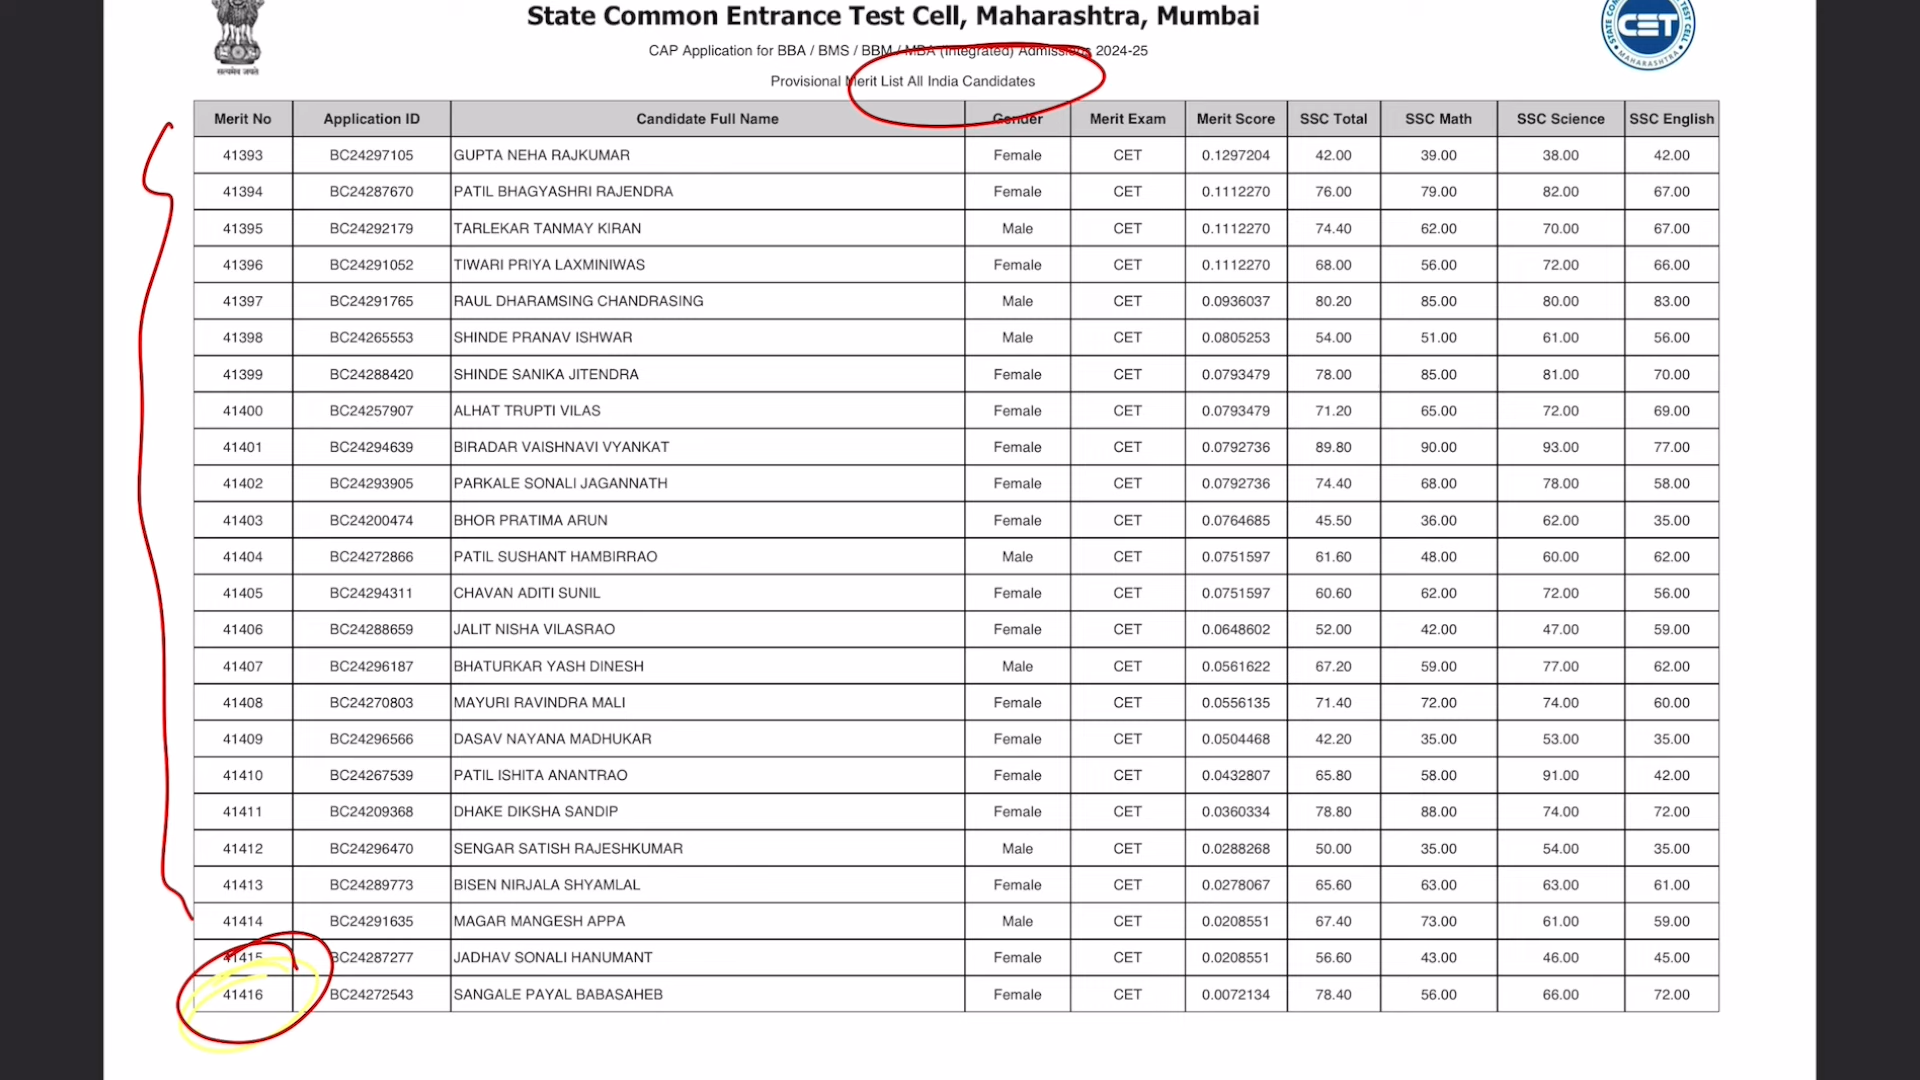 State Common Entrance Test Cell, Maharashtra, Mumbai
CAP Application for BBA / BMS / BBM / MBA (Integrated) Admissions 2024-25
Provisional Merit List All India Candidates
सत्यमेव जयते
CET
MAHARASHTRA
Merit No Application ID Candidate Full Name Gender Merit Exam Merit Score SSC Total SSC Math SSC Science SSC English
41393 BC24297105 GUPTA NEHA RAJKUMAR Female CET 0.1297204 42.00 39.00 38.00 42.00
41394 BC24287670 PATIL BHAGYASHRI RAJENDRA Female CET 0.1112270 76.00 79.00 82.00 67.00
41395 BC24292179 TARLEKAR TANMAY KIRAN Male CET 0.1112270 74.40 62.00 70.00 67.00
41396 BC24291052 TIWARI PRIYA LAXMINIWAS Female CET 0.1112270 68.00 56.00 72.00 66.00
41397 BC24291765 RAUL DHARAMSING CHANDRASING Male CET 0.0936037 80.20 85.00 80.00 83.00
41398 BC24265553 SHINDE PRANAV ISHWAR Male CET 0.0805253 54.00 51.00 61.00 56.00
41399 BC24288420 SHINDE SANIKA JITENDRA Female CET 0.0793479 78.00 85.00 81.00 70.00
41400 BC24257907 ALHAT TRUPTI VILAS Female CET 0.0793479 71.20 65.00 72.00 69.00
41401 BC24294639 BIRADAR VAISHNAVI VYANKAT Female CET 0.0792736 89.80 90.00 93.00 77.00
41402 BC24293905 PARKALE SONALI JAGANNATH Female CET 0.0792736 74.40 68.00 78.00 58.00
41403 BC24200474 BHOR PRATIMA ARUN Female CET 0.0764685 45.50 36.00 62.00 35.00
41404 BC24272866 PATIL SUSHANT HAMBIRRAO Male CET 0.0751597 61.60 48.00 60.00 62.00
41405 BC24294311 CHAVAN ADITI SUNIL Female CET 0.0751597 60.60 62.00 72.00 56.00
41406 BC24288659 JALIT NISHA VILASRAO Female CET 0.0648602 52.00 42.00 47.00 59.00
41407 BC24296187 BHATURKAR YASH DINESH Male CET 0.0561622 67.20 59.00 77.00 62.00
41408 BC24270803 MAYURI RAVINDRA MALI Female CET 0.0556135 71.40 72.00 74.00 60.00
41409 BC24296566 DASAV NAYANA MADHUKAR Female CET 0.0504468 42.20 35.00 53.00 35.00
41410 BC24267539 PATIL ISHITA ANANTRAO Female CET 0.0432807 65.80 58.00 91.00 42.00
41411 BC24209368 DHAKE DIKSHA SANDIP Female CET 0.0360334 78.80 88.00 74.00 72.00
41412 BC24296470 SENGAR SATISH RAJESHKUMAR Male CET 0.0288268 50.00 35.00 54.00 35.00
41413 BC24289773 BISEN NIRJALA SHYAMLAL Female CET 0.0278067 65.60 63.00 63.00 61.00
41414 BC24291635 MAGAR MANGESH APPA Male CET 0.0208551 67.40 73.00 61.00 59.00
41415 BC24287277 JADHAV SONALI HANUMANT Female CET 0.0208551 56.60 43.00 46.00 45.00
41416 BC24272543 SANGALE PAYAL BABASAHEB Female CET 0.0072134 78.40 56.00 66.00 72.00